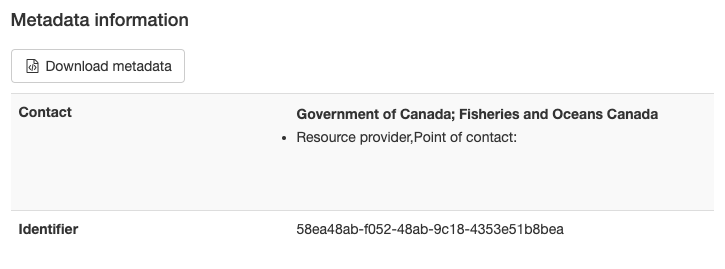 Metadata information
Download metadata
Contact
Government of Canada; Fisheries and Oceans Canada
• Resource provider,Point of contact:
Identifier
58ea48ab-f052-48ab-9c18-4353e51b8bea